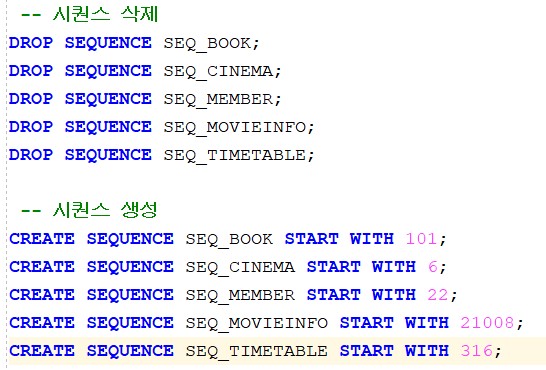 -- 시퀀스 삭제
DROP SEQUENCE SEQ_BOOK;
DROP SEQUENCE SEQ_CINEMA;
DROP SEQUENCE SEQ_MEMBER;
DROP SEQUENCE SEQ_MOVIEINFO;
DROP SEQUENCE SEQ_TIMETABLE;
-- 시퀀스 생성
CREATE SEQUENCE SEQ_BOOK START WITH 101;
CREATE SEQUENCE SEQ_CINEMA START WITH 6;
CREATE SEQUENCE SEQ_MEMBER START WITH 22;
CREATE SEQUENCE SEQ_MOVIEINFO START WITH 21008;
CREATE SEQUENCE SEQ_TIMETABLE START WITH 316;